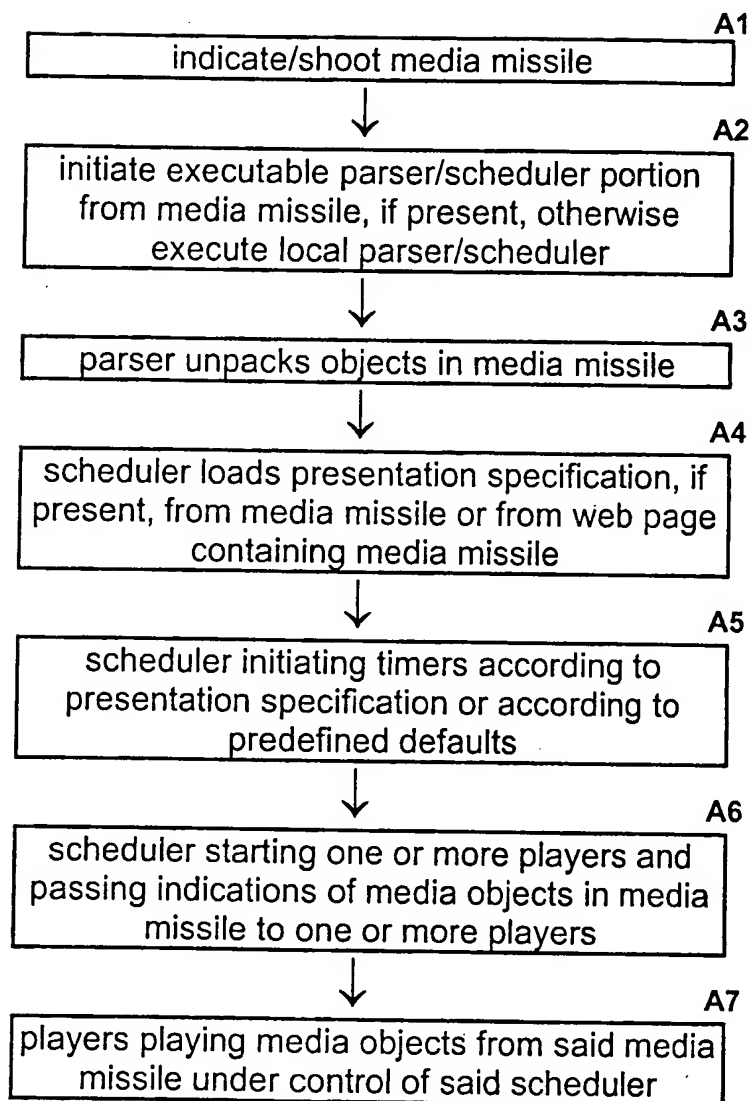 A1
indicate/shoot media missile
A2
initiate executable parser/scheduler portion
from media missile, if present, otherwise
execute local parser/scheduler
A3
parser unpacks objects in media missile
A4
scheduler loads presentation specification, if
present, from media missile or from web page
containing media missile
A5
scheduler initiating timers according to
presentation specification or according to
predefined defaults
A6
scheduler starting one or more players and
passing indications of media objects in media
missile to one or more players
A7
players playing media objects from said media
missile under control of said scheduler